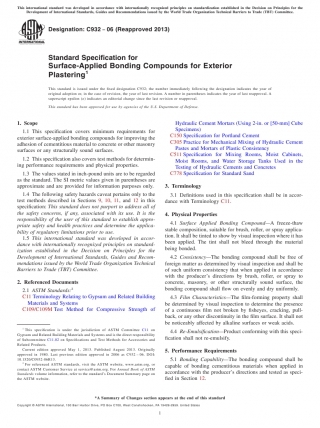 This international standard was developed in accordance with internationally recognized principles on standardization established in the Decision on Principles for the
Development of International Standards, Guides and Recommendations issued by the World Trade Organization Technical Barriers to Trade (TBT) Committee.
Designation: C932 − 06 (Reapproved 2013)
Standard Specification for
Surface-Applied Bonding Compounds for Exterior
Plastering1
This standard is issued under the fixed designation C932; the number immediately following the designation indicates the year of
original adoption or, in the case of revision, the year of last revision. A number in parentheses indicates the year of last reapproval. A
superscript epsilon (´) indicates an editorial change since the last revision or reapproval.
This standard has been approved for use by agencies of the U.S. Department of Defense.
1. Scope
1.1 This specification covers minimum requirements for
exterior surface-applied bonding compounds for improving the
adhesion of cementitious material to concrete or other masonry
surfaces or any structurally sound surfaces.
1.2 This specification also covers test methods for determin-
ing performance requirements and physical properties.
1.3 The values stated in inch-pound units are to be regarded
as the standard. The SI (metric values) given in parentheses are
approximate and are provided for information purposes only.
1.4 The following safety hazards caveat pertains only to the
test methods described in Sections 9, 10, 11, and 12 in this
specification: This standard does not purport to address all of
the safety concerns, if any, associated with its use. It is the
responsibility of the user of this standard to establish appro-
priate safety and health practices and determine the applica-
bility of regulatory limitations prior to use.
1.5 This international standard was developed in accor-
dance with internationally recognized principles on standard-
ization established in the Decision on Principles for the
Development of International Standards, Guides and Recom-
mendations issued by the World Trade Organization Technical
Barriers to Trade (TBT) Committee.
2. Referenced Documents
2.1 ASTM Standards:2
C11 Terminology Relating to Gypsum and Related Building
Materials and Systems
C109/C109M Test Method for Compressive Strength of
1 This specification is under the jurisdiction of ASTM Committee C11 on
Gypsum and Related Building Materials and Systems and is the direct responsibility
of Subcommittee C11.02 on Specifications and Test Methods for Accessories and
Related Products.
Current edition approved May 1, 2013. Published August 2013. Originally
approved in 1980. Last previous edition approved in 2006 as C932 – 06. DOI:
10.1520/C0932-06R13.
2 For referenced ASTM standards, visit the ASTM website, www.astm.org, or
contact ASTM Customer Service at service@astm.org. For Annual Book of ASTM
Standards volume information, refer to the standard's Document Summary page on
the ASTM website.
Hydraulic Cement Mortars (Using 2-in. or [50-mm] Cube
Specimens)
C150 Specification for Portland Cement
C305 Practice for Mechanical Mixing of Hydraulic Cement
Pastes and Mortars of Plastic Consistency
C511 Specification for Mixing Rooms, Moist Cabinets,
Moist Rooms, and Water Storage Tanks Used in the
Testing of Hydraulic Cements and Concretes
C778 Specification for Standard Sand
3. Terminology
3.1 Definitions used in this specification shall be in accor-
dance with Terminology C11.
4. Physical Properties
4.1 Surface Applied Bonding Compound—A freeze-thaw
stable composition, suitable for brush, roller, or spray applica-
tion. It shall be tinted to show by visual inspection where it has
been applied. The tint shall not bleed through the material
being bonded.
4.2 Consistency—The bonding compound shall be free of
foreign matter as determined by visual inspection and shall be
of such uniform consistency that when applied in accordance
with the producer's directions by brush, roller, or spray to
concrete, masonry, or other structurally sound surface, the
bonding compound shall flow on evenly and dry uniformly.
4.3 Film Characteristics—The film-forming property shall
be determined by visual inspection to determine the presence
of a continuous film not broken by fisheyes, cracking, pull-
back, or any other discontinuity in the film surface. It shall not
be noticeably affected by alkaline surfaces or weak acids.
4.4 Re-Emulsification—Product conforming with this speci-
fication shall not re-emulsify.
5. Performance Requirements
5.1 Bonding Capability—The bonding compound shall be
capable of bonding cementitious materials when applied in
accordance with the producer's directions and tested as speci-
fied in Section 12.
*A Summary of Changes section appears at the end of this standard
Copyright © ASTM International, 100 Barr Harbor Drive, PO Box C700, West Conshohocken, PA 19428-2959. United States
1